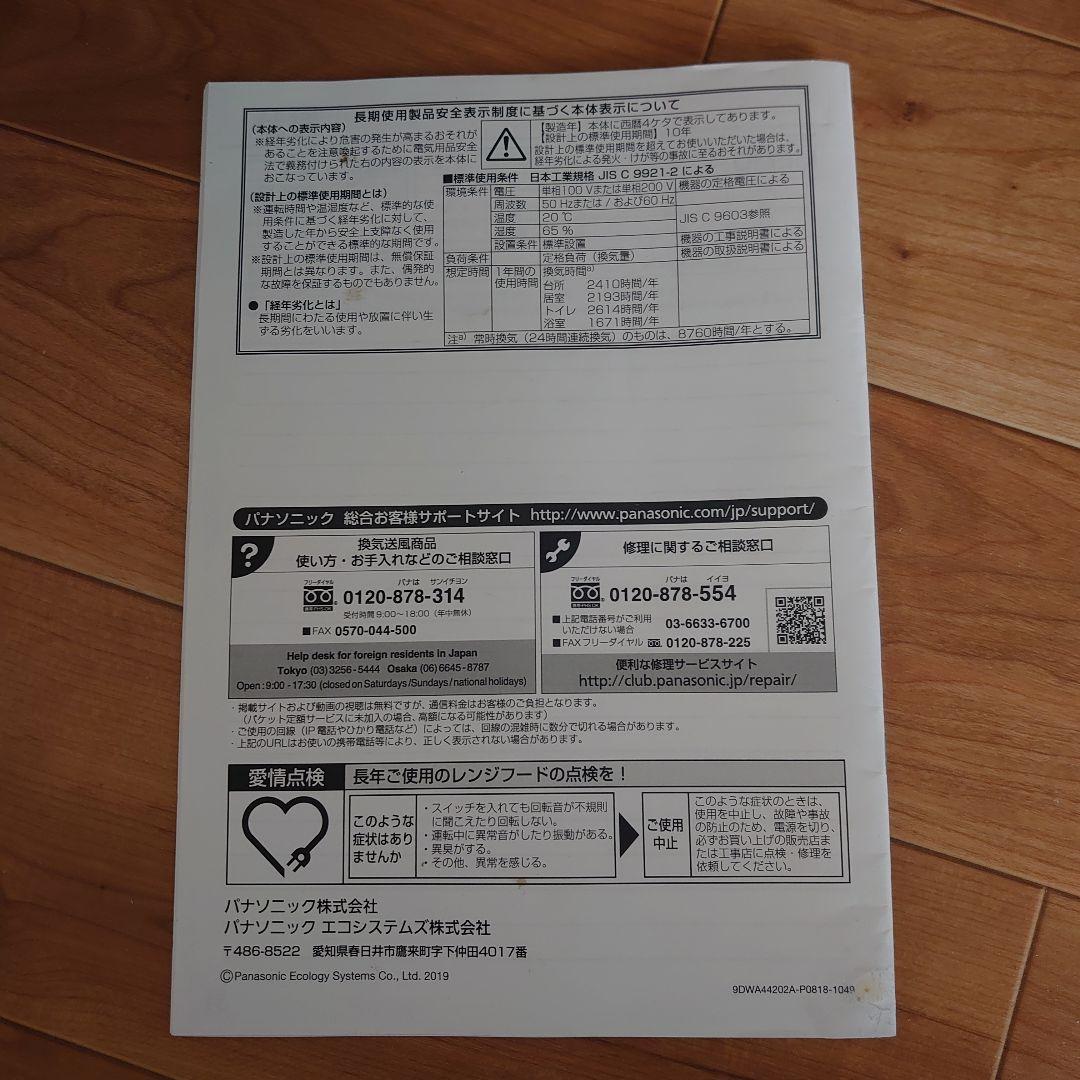 長期使用製品安全表示制度に基づく本体表示について
(本体への表示内容)
※経年劣化により危害の発生が高まるおそれが
あることを注意喚起するために電気用品安全
法で義務付けられた右の内容の表示を本体に
おこなっています。
【製造年】本体に西暦4ケタで表示してあります。
【設計上の標準使用期間】10年
設計上の標準使用期間を超えてお使いいただいた場合は、
経年劣化による発火・けが等の事故に至るおそれがあります。
(設計上の標準使用期間とは)
※運転時間や温湿度など、標準的な使
用条件に基づく経年劣化に対して、
製造した年から安全上支障なく使用
することができる標準的な期間です。
※設計上の標準使用期間は、無償保証
期間とは異なります。また、偶発的
な故障を保証するものでもありません。
●「経年劣化とは」
長期間にわたる使用や放置に伴い生
ずる劣化をいいます。
■標準使用条件 日本工業規格 JIS C 9921-2 による
環境条件 電圧 単相100 Vまたは単相200 V 機器の定格電圧による
周波数 50 Hzまたは/および60 Hz
温度 20 ℃ JIS C 9603参照
湿度 65 %
設置条件 標準設置 機器の工事説明書による
負荷条件 定格負荷(換気量) 機器の取扱説明書による
想定時間 1年間の使用時間 換気時間a)
台所 2410時間/年
居室 2193時間/年
トイレ 2614時間/年
浴室 1671時間/年
注a) 常時換気(24時間連続換気)のものは、8760時間/年とする。
パナソニック 総合お客様サポートサイト http://www.panasonic.com/jp/support/
?
換気送風商品
使い方・お手入れなどのご相談窓口
フリーダイヤル パナは サンイチヨン
携帯・PHS OK 0120-878-314
受付時間9:00〜18:00(年中無休)
■FAX 0570-044-500
Help desk for foreign residents in Japan
Tokyo (03) 3256-5444 Osaka (06) 6645-8787
Open : 9:00 - 17:30 (closed on Saturdays /Sundays / national holidays)
修理に関するご相談窓口
フリーダイヤル パナは イイヨ
携帯・PHS OK 0120-878-554
■上記電話番号がご利用
いただけない場合 03-6633-6700
■FAXフリーダイヤル 0120-878-225
便利な修理サービスサイト
http://club.panasonic.jp/repair/
・掲載サイトおよび動画の視聴は無料ですが、通信料金はお客様のご負担となります。
(パケット定額サービスに未加入の場合、高額になる可能性があります)
・ご使用の回線(IP電話やひかり電話など)によっては、回線の混雑時に数分で切れる場合があります。
・上記のURLはお使いの携帯電話等により、正しく表示されない場合があります。
愛情点検 長年ご使用のレンジフードの点検を!
このような
症状はあり
ませんか
・スイッチを入れても回転音が不規則
に聞こえたり回転しない。
・運転中に異常音がしたり振動がある。
・異臭がする。
・その他、異常を感じる。
ご使用
中止
このような症状のときは、
使用を中止し、故障や事故
の防止のため、電源を切り、
必ずお買い上げの販売店ま
たは工事店に点検・修理を
依頼してください。
パナソニック株式会社
パナソニック エコシステムズ株式会社
〒486-8522 愛知県春日井市鷹来町字下仲田4017番
©Panasonic Ecology Systems Co., Ltd. 2019
9DWA44202A-P0818-1049